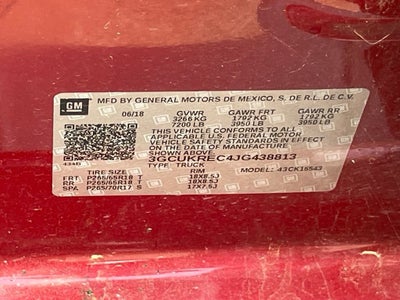 GM
MFD BY GENERAL MOTORS DE MEXICO, S. DE R.L. DE C.V.
06/18 GVWR GAWR FRT GAWR RR
3266 KG 1792 KG 1792 KG
7200 LB 3950 LB 3950 LB
THIS VEHICLE CONFORMS TO ALL
APPLICABLE U.S. FEDERAL MOTOR
VEHICLE SAFETY STANDARDS IN EFFECT
ON THE DATE OF MANUFACTURE SHOWN ABOVE.
3GCUKREC4JG438813
TYPE: TRUCK MODEL: 43CK15543
TIRE SIZE RIM
FRT P265/65R18 T 18X8.5J
RR P265/65R18 T 18X8.5J
SPA P265/70R17 S 17X7.5J